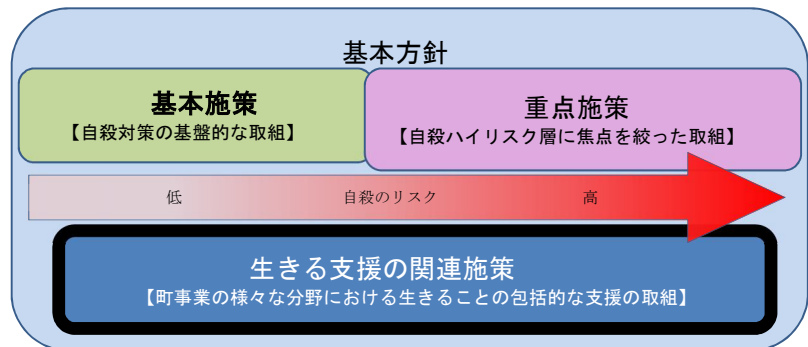 基本方針
基本施策
【自殺対策の基盤的な取組】
重点施策
【自殺ハイリスク層に焦点を絞った取組】
低 自殺のリスク 高
生きる支援の関連施策
【町事業の様々な分野における生きることの包括的な支援の取組】